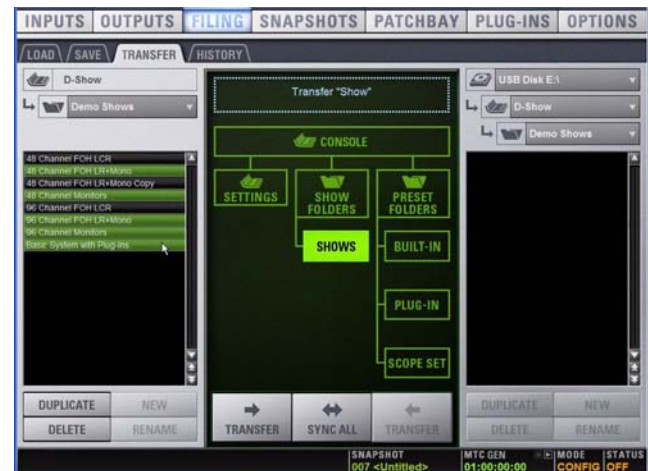 INPUTS OUTPUTS FILING SNAPSHOTS PATCHBAY PLUG-INS OPTIONS
LOAD SAVE TRANSFER HISTORY
D-Show
Demo Shows
48 Channel FOH LCR
48 Channel FOH LR+Mono
48 Channel FOH LR+Mono Copy
48 Channel Monitors
96 Channel FOH LCR
96 Channel FOH LR+Mono
96 Channel Monitors
Basic System with Plug-Ins
DUPLICATE NEW
DELETE RENAME
Transfer "Show"
CONSOLE
SETTINGS
SHOW FOLDERS
PRESET FOLDERS
SHOWS
BUILT-IN
PLUG-IN
SCOPE SET
TRANSFER SYNC ALL TRANSFER
USB Disk E:\
D-Show
Demo Shows
DUPLICATE NEW
DELETE RENAME
SNAPSHOT
007 <Untitled>
MTC GEN
01:00:00:00
MODE
CONFIG
STATUS
OFF